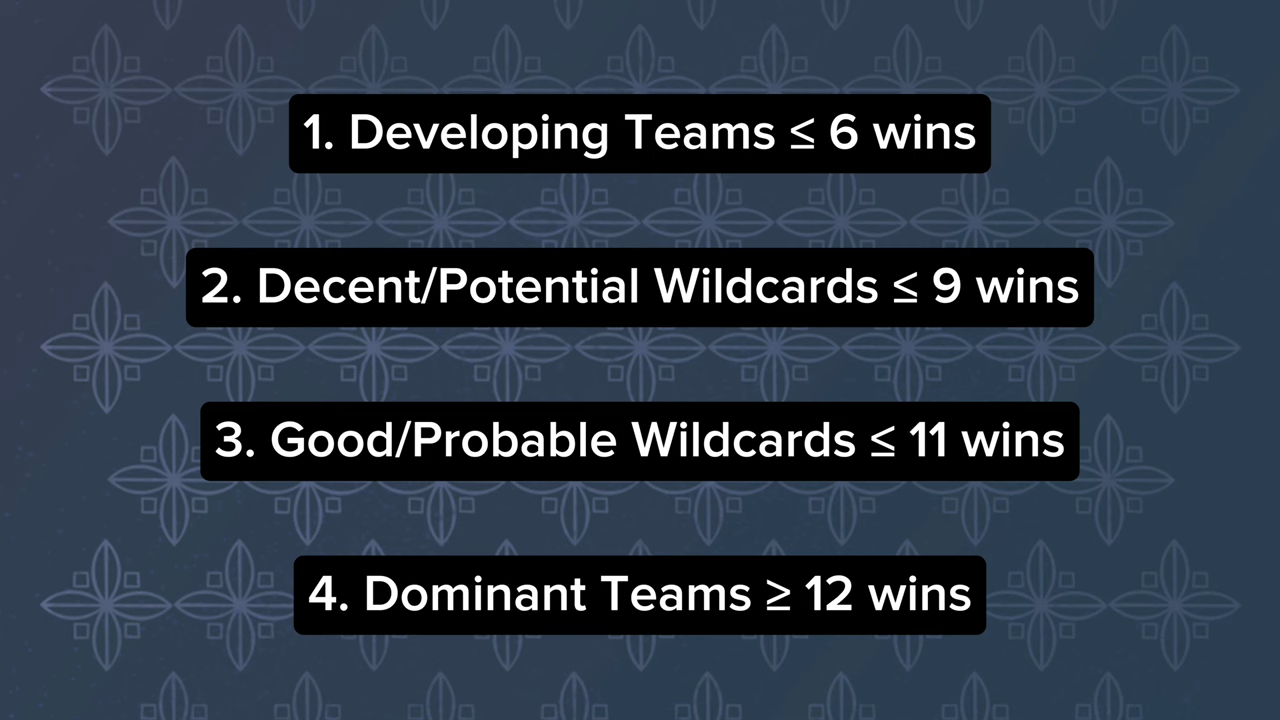 1. Developing Teams ≤ 6 wins
2. Decent/Potential Wildcards ≤ 9 wins
3. Good/Probable Wildcards ≤ 11 wins
4. Dominant Teams ≥ 12 wins